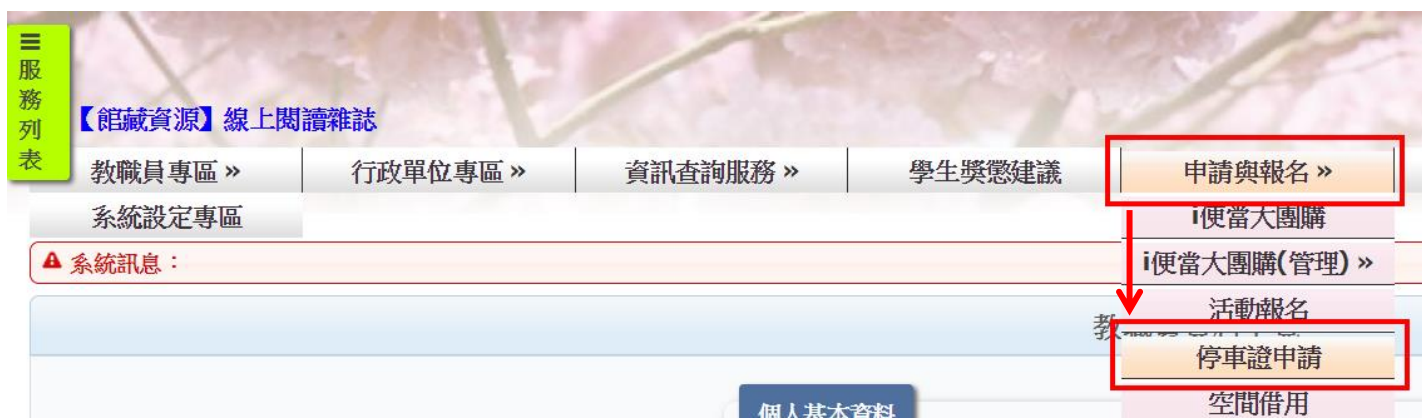 ☰
服
務
列
表
【館藏資源】線上閱讀雜誌
教職員專區 » 行政單位專區 » 資訊查詢服務 » 學生獎懲建議 申請與報名 »
系統設定專區
i便當大團購
系統訊息：
i便當大團購(管理) »
活動報名
教
停車證申請
空間借用
個人基本資料